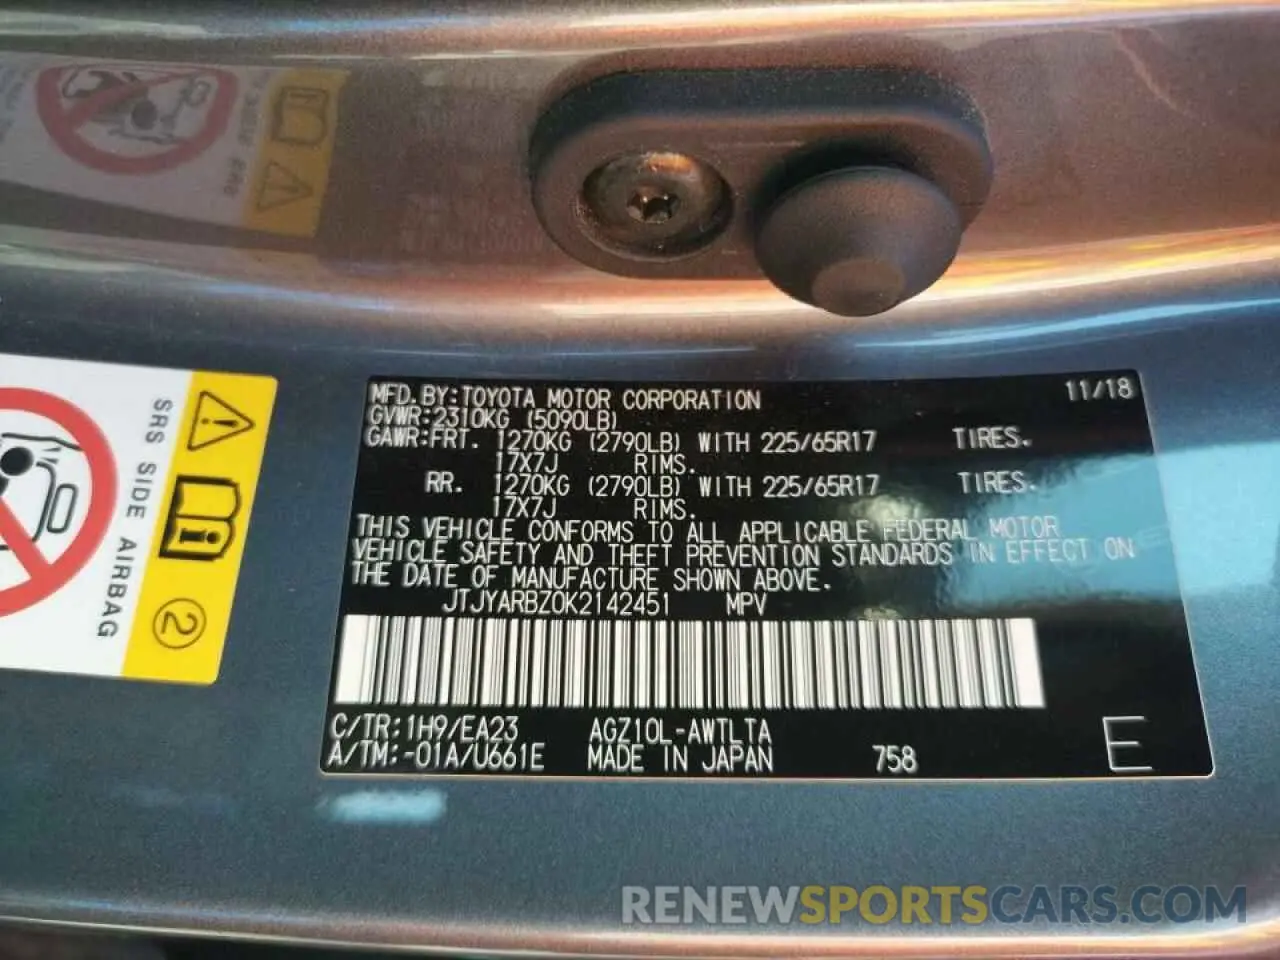 MFD.BY:TOYOTA MOTOR CORPORATION 11/18
GVWR:2310KG (5090LB)
GAWR:FRT. 1270KG (2790LB) WITH 225/65R17 TIRES.
17X7J RIMS.
RR. 1270KG (2790LB) WITH 225/65R17 TIRES.
17X7J RIMS.
THIS VEHICLE CONFORMS TO ALL APPLICABLE FEDERAL MOTOR
VEHICLE SAFETY AND THEFT PREVENTION STANDARDS IN EFFECT ON
THE DATE OF MANUFACTURE SHOWN ABOVE.
JTJYARBZ0K2142451 MPV
C/TR:1H9/EA23 AGZ10L-AWTLTA
A/TM:-01A/U661E MADE IN JAPAN 758 E
SRS SIDE AIRBAG
2
RENEWSPORTSCARS.COM